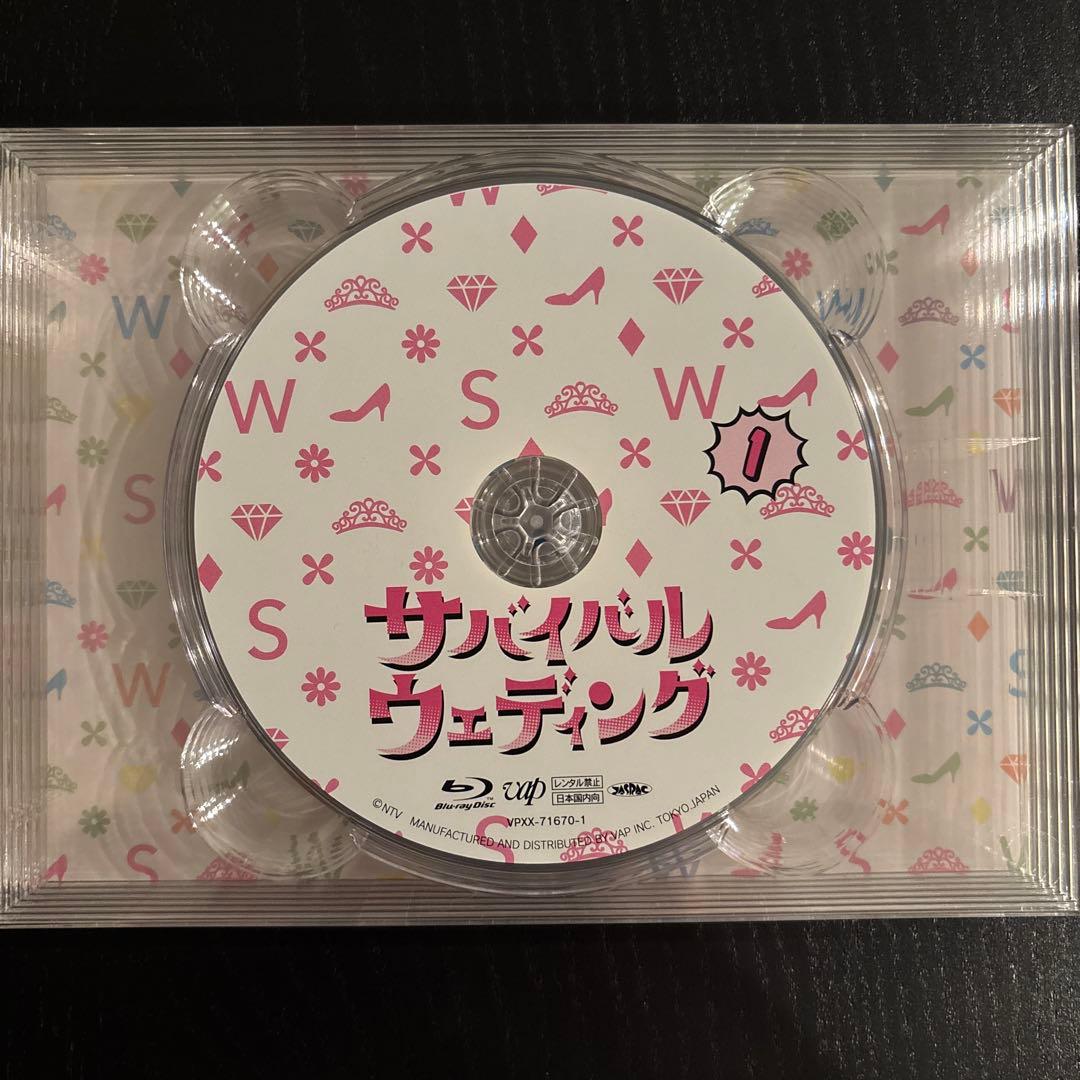 W
W
S
W
1
S
サバイバル
ウェディング
Blu-ray Disc
vap
レンタル禁止
日本国内向
JASRAC
©NTV MANUFACTURED AND DISTRIBUTED BY VAP INC. TOKYO JAPAN
VPXX-71670-1
S
W
W
S
W
S
W
S